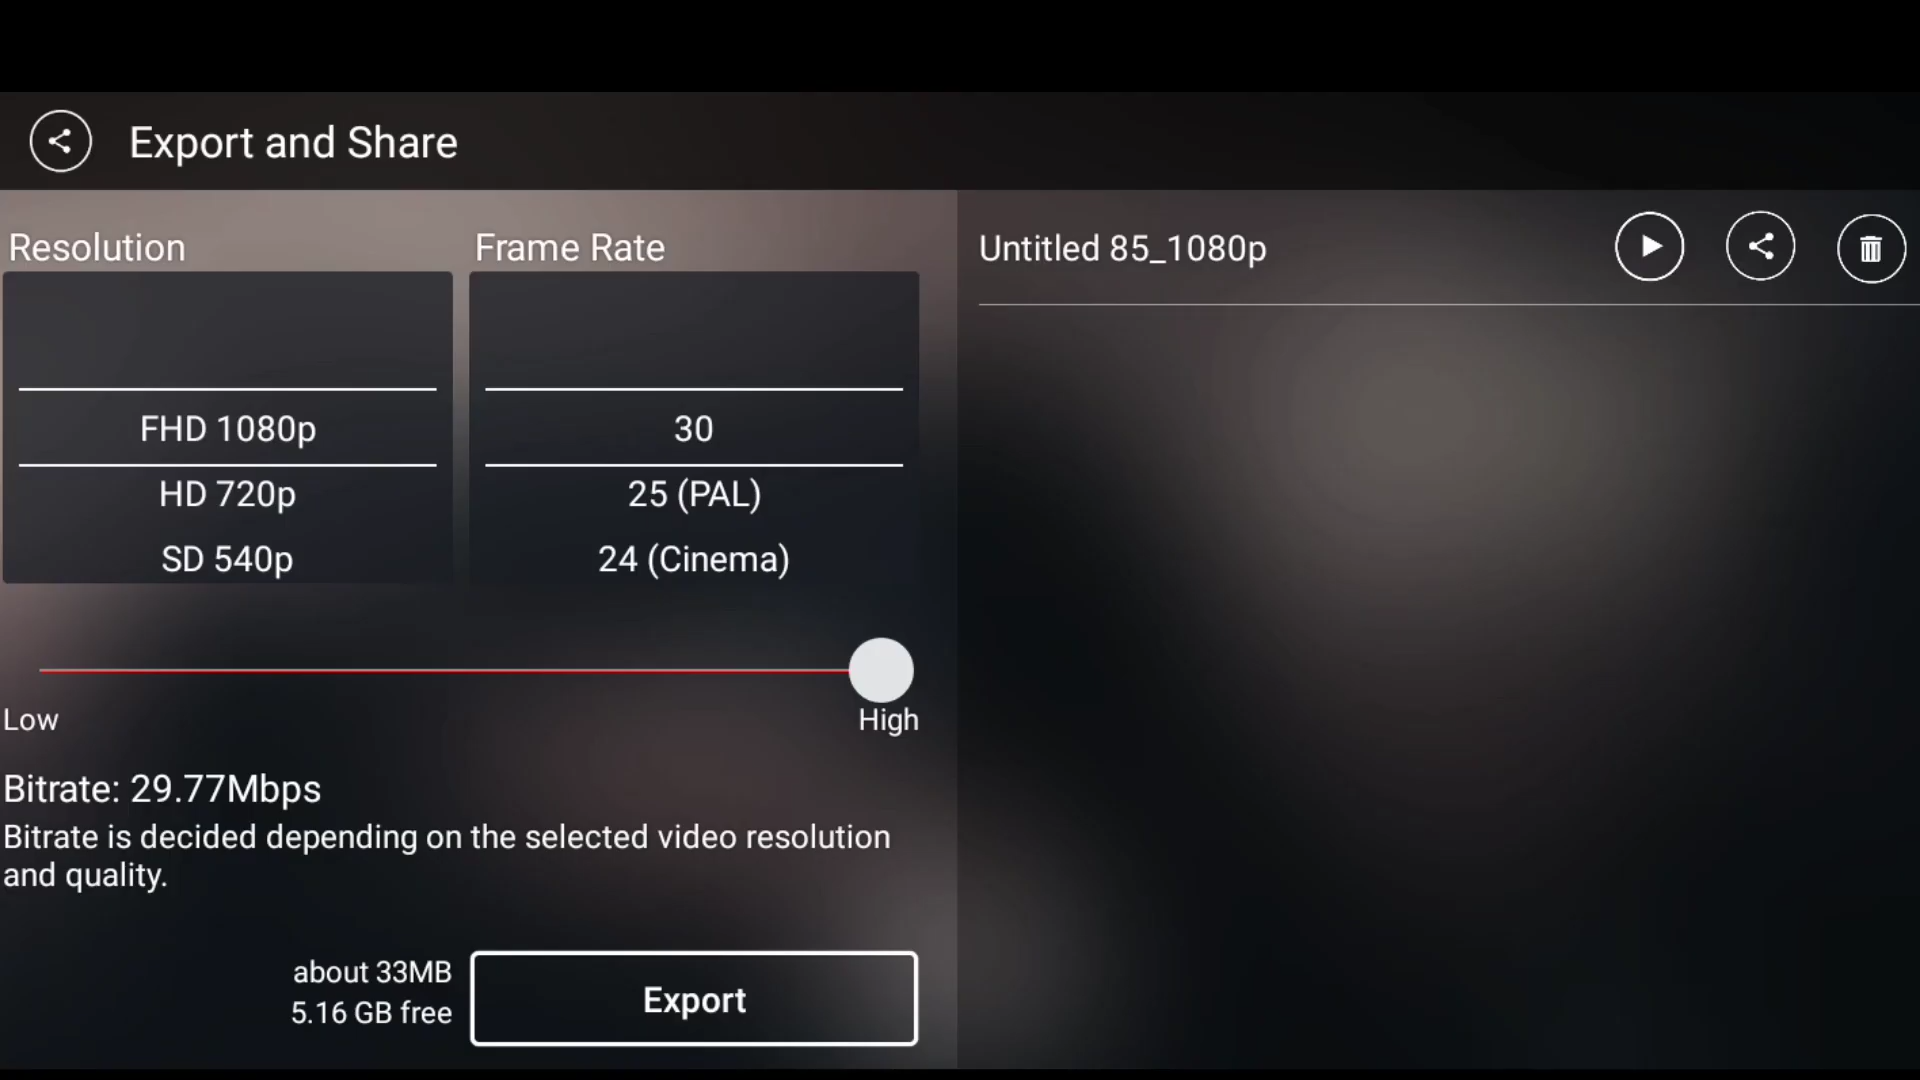 Export and Share
Resolution
Frame Rate
FHD 1080p
HD 720p
SD 540p
30
25 (PAL)
24 (Cinema)
Low
High
Bitrate: 29.77Mbps
Bitrate is decided depending on the selected video resolution
and quality.
about 33MB
5.16 GB free
Export
Untitled 85_1080p